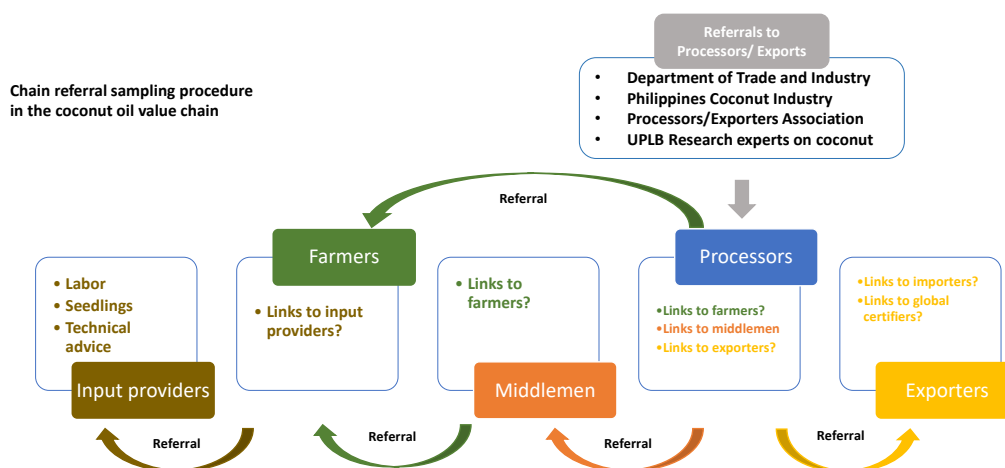 Referrals to
Processors/ Exports
Chain referral sampling procedure
in the coconut oil value chain
• Department of Trade and Industry
• Philippines Coconut Industry
• Processors/Exporters Association
• UPLB Research experts on coconut
Referral
Farmers
Processors
• Labor
• Seedlings
• Technical
advice
Input providers
• Links to input
providers?
• Links to
farmers?
Middlemen
•Links to farmers?
•Links to middlemen
•Links to exporters?
•Links to importers?
•Links to global
certifiers?
Exporters
Referral
Referral
Referral
Referral